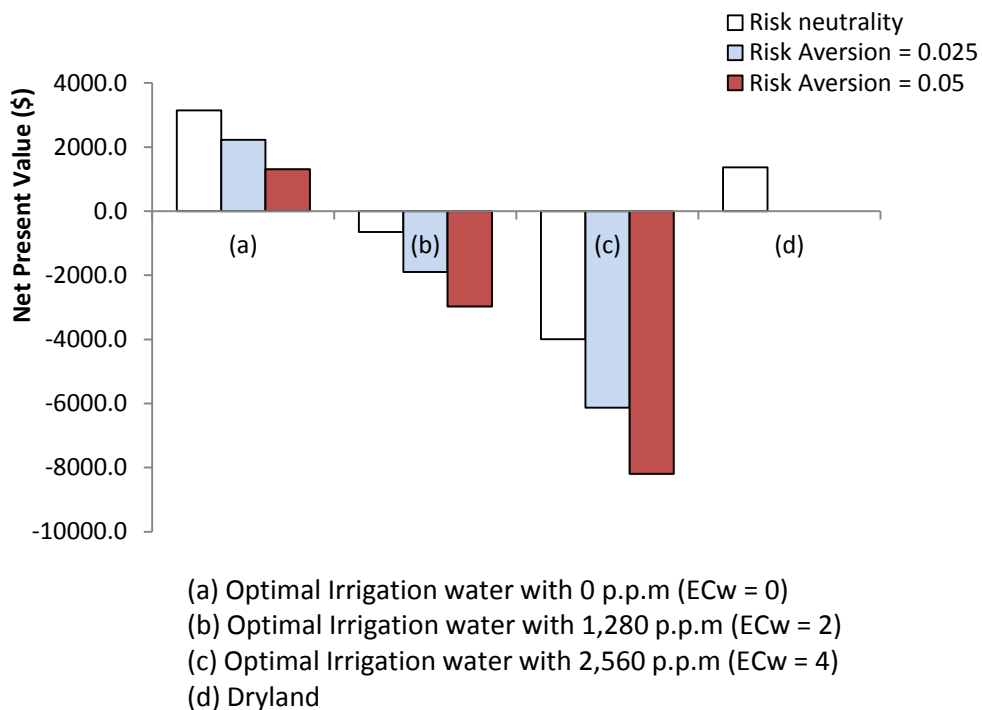 Risk neutrality
Risk Aversion = 0.025
Risk Aversion = 0.05
Net Present Value ($)
4000.0
2000.0
0.0
-2000.0
-4000.0
-6000.0
-8000.0
-10000.0
(a)
(b)
(c)
(d)
(a) Optimal Irrigation water with 0 p.p.m (ECw = 0)
(b) Optimal Irrigation water with 1,280 p.p.m (ECw = 2)
(c) Optimal Irrigation water with 2,560 p.p.m (ECw = 4)
(d) Dryland